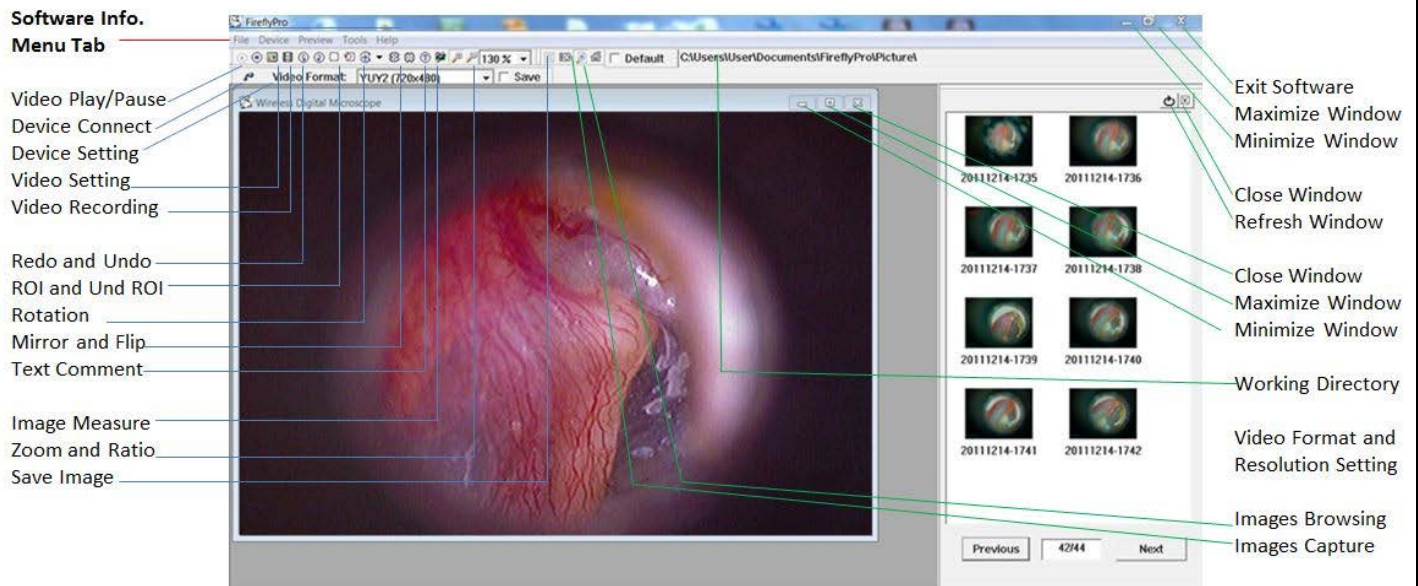 Software Info.
Menu Tab
Video Play/Pause
Device Connect
Device Setting
Video Setting
Video Recording
Redo and Undo
ROI and Und ROI
Rotation
Mirror and Flip
Text Comment
Image Measure
Zoom and Ratio
Save Image
FireflyPro
File Device Preview Tools Help
130 % Default C:\Users\User\Documents\FireflyPro\Picture\
Video Format: YUY2 (720x480) Save
Wireless Digital Microscope
20111214-1735 20111214-1736
20111214-1737 20111214-1738
20111214-1739 20111214-1740
20111214-1741 20111214-1742
Previous 42/44 Next
Exit Software
Maximize Window
Minimize Window
Close Window
Refresh Window
Close Window
Maximize Window
Minimize Window
Working Directory
Video Format and
Resolution Setting
Images Browsing
Images Capture